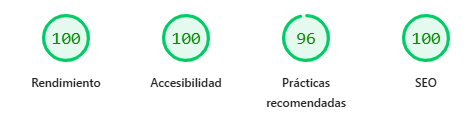 100 100 96 100
Rendimiento Accesibilidad Prácticas SEO
recomendadas